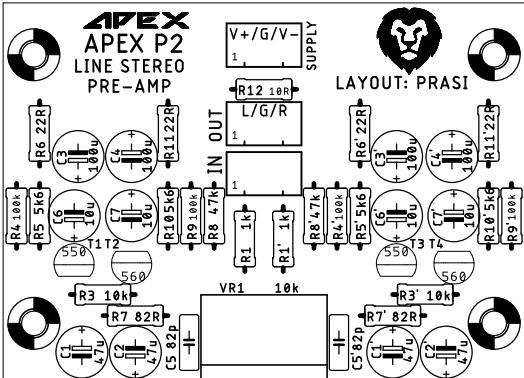 APEX
APEX P2
LINE STEREO
PRE-AMP
V+/G/V-
1
SUPPLY
LAYOUT: PRASI
R12 10R
L/G/R
1
OUT
IN
1
R6 22R
C3 100u
C4 100u
R11 22R
R6' 22R
C3' 100u
C4' 100u
R11' 22R
R4 100k
R5 5k6
C6 10u
C7 10u
R10 5k6
R9 100k
R8 47k
R1 1k
R1' 1k
R8' 47k
R4' 100k
R5' 5k6
C6' 10u
C7' 10u
R10' 5k6
R9' 100k
T1 T2
550
560
T3 T4
550
560
R3 10k
R7 82R
VR1 10k
R3' 10k
R7' 82R
C1 47u
C2 47u
C5 82p
C5' 82p
C1' 47u
C2' 47u